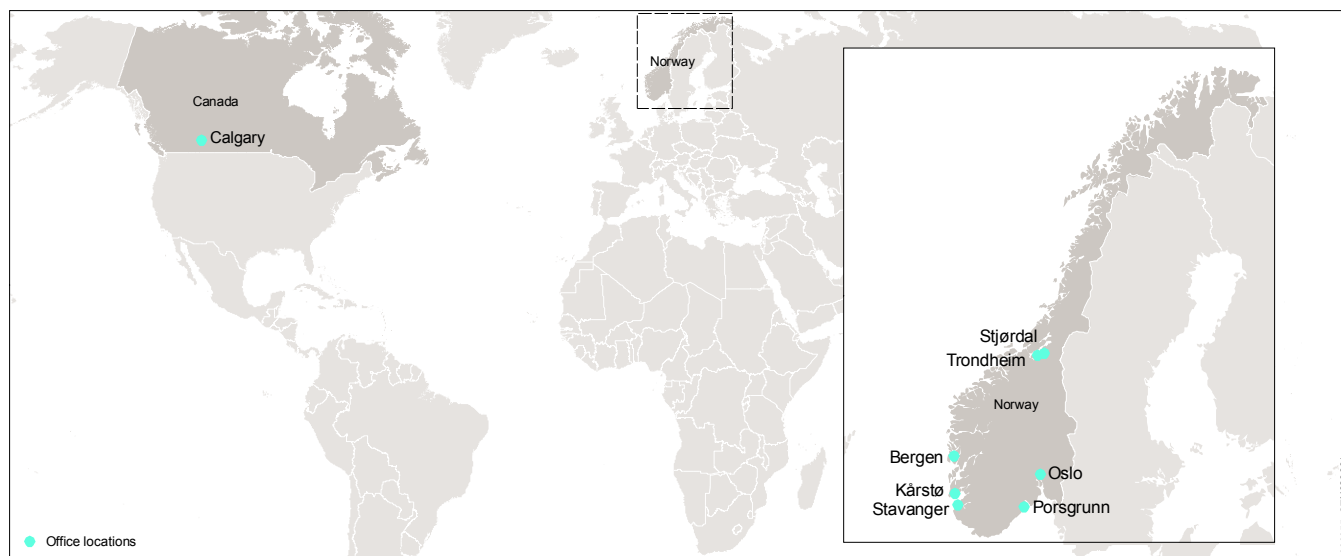 Norway
Canada
Calgary
Stjørdal
Trondheim
Norway
Bergen
Oslo
Kårstø
Stavanger
Porsgrunn
Office locations